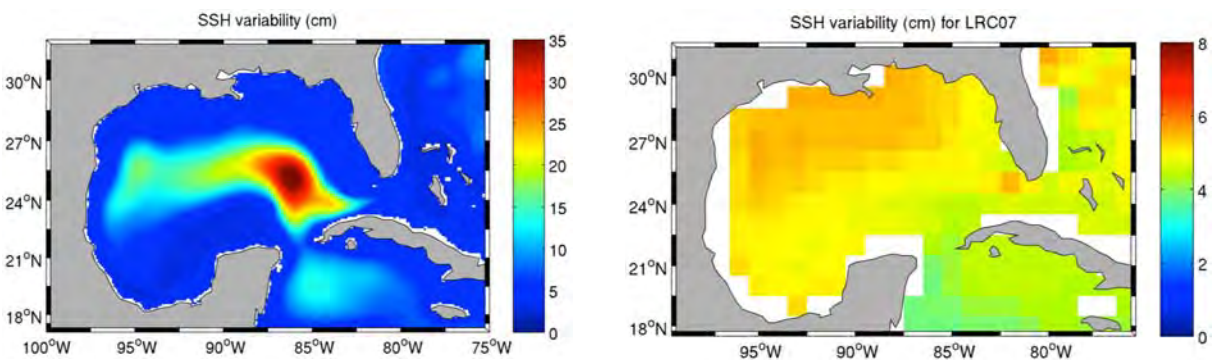 SSH variability (cm)
30°N
27°N
24°N
21°N
18°N
100°W 95°W 90°W 85°W 80°W 75°W
35
30
25
20
15
10
5
0
SSH variability (cm) for LRC07
30°N
27°N
24°N
21°N
18°N
95°W 90°W 85°W 80°W
8
6
4
2
0